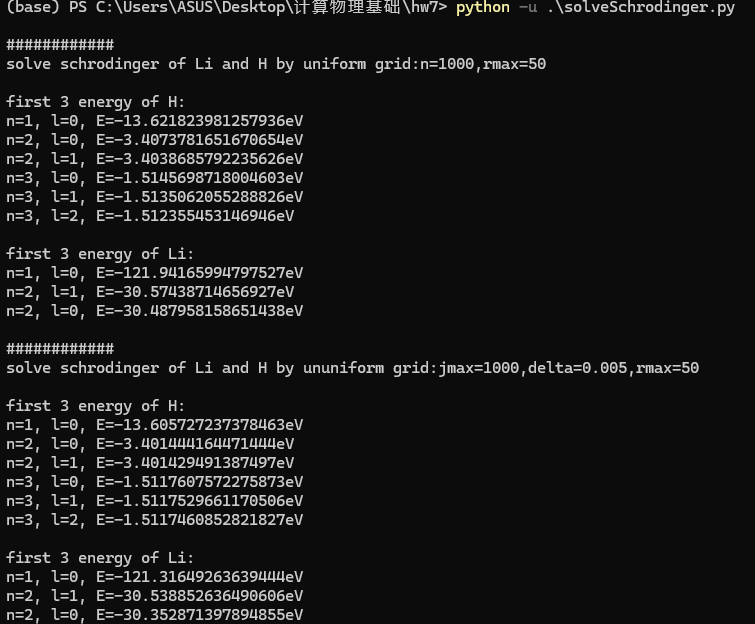 (base) PS C:\Users\ASUS\Desktop\计算物理基础\hw7> python -u .\solveSchrodinger.py
############
solve schrodinger of Li and H by uniform grid:n=1000,rmax=50
first 3 energy of H:
n=1, l=0, E=-13.621823981257936eV
n=2, l=0, E=-3.4073781651670654eV
n=2, l=1, E=-3.4038685792235626eV
n=3, l=0, E=-1.5145698718004603eV
n=3, l=1, E=-1.5135062055288826eV
n=3, l=2, E=-1.512355453146946eV
first 3 energy of Li:
n=1, l=0, E=-121.94165994797527eV
n=2, l=1, E=-30.57438714656927eV
n=2, l=0, E=-30.487958158651438eV
############
solve schrodinger of Li and H by ununiform grid:jmax=1000,delta=0.005,rmax=50
first 3 energy of H:
n=1, l=0, E=-13.605727237378463eV
n=2, l=0, E=-3.401444164471444eV
n=2, l=1, E=-3.401429491387497eV
n=3, l=0, E=-1.5117607572275873eV
n=3, l=1, E=-1.5117529661170506eV
n=3, l=2, E=-1.5117460852821827eV
first 3 energy of Li:
n=1, l=0, E=-121.31649263639444eV
n=2, l=1, E=-30.538852636490606eV
n=2, l=0, E=-30.352871397894855eV